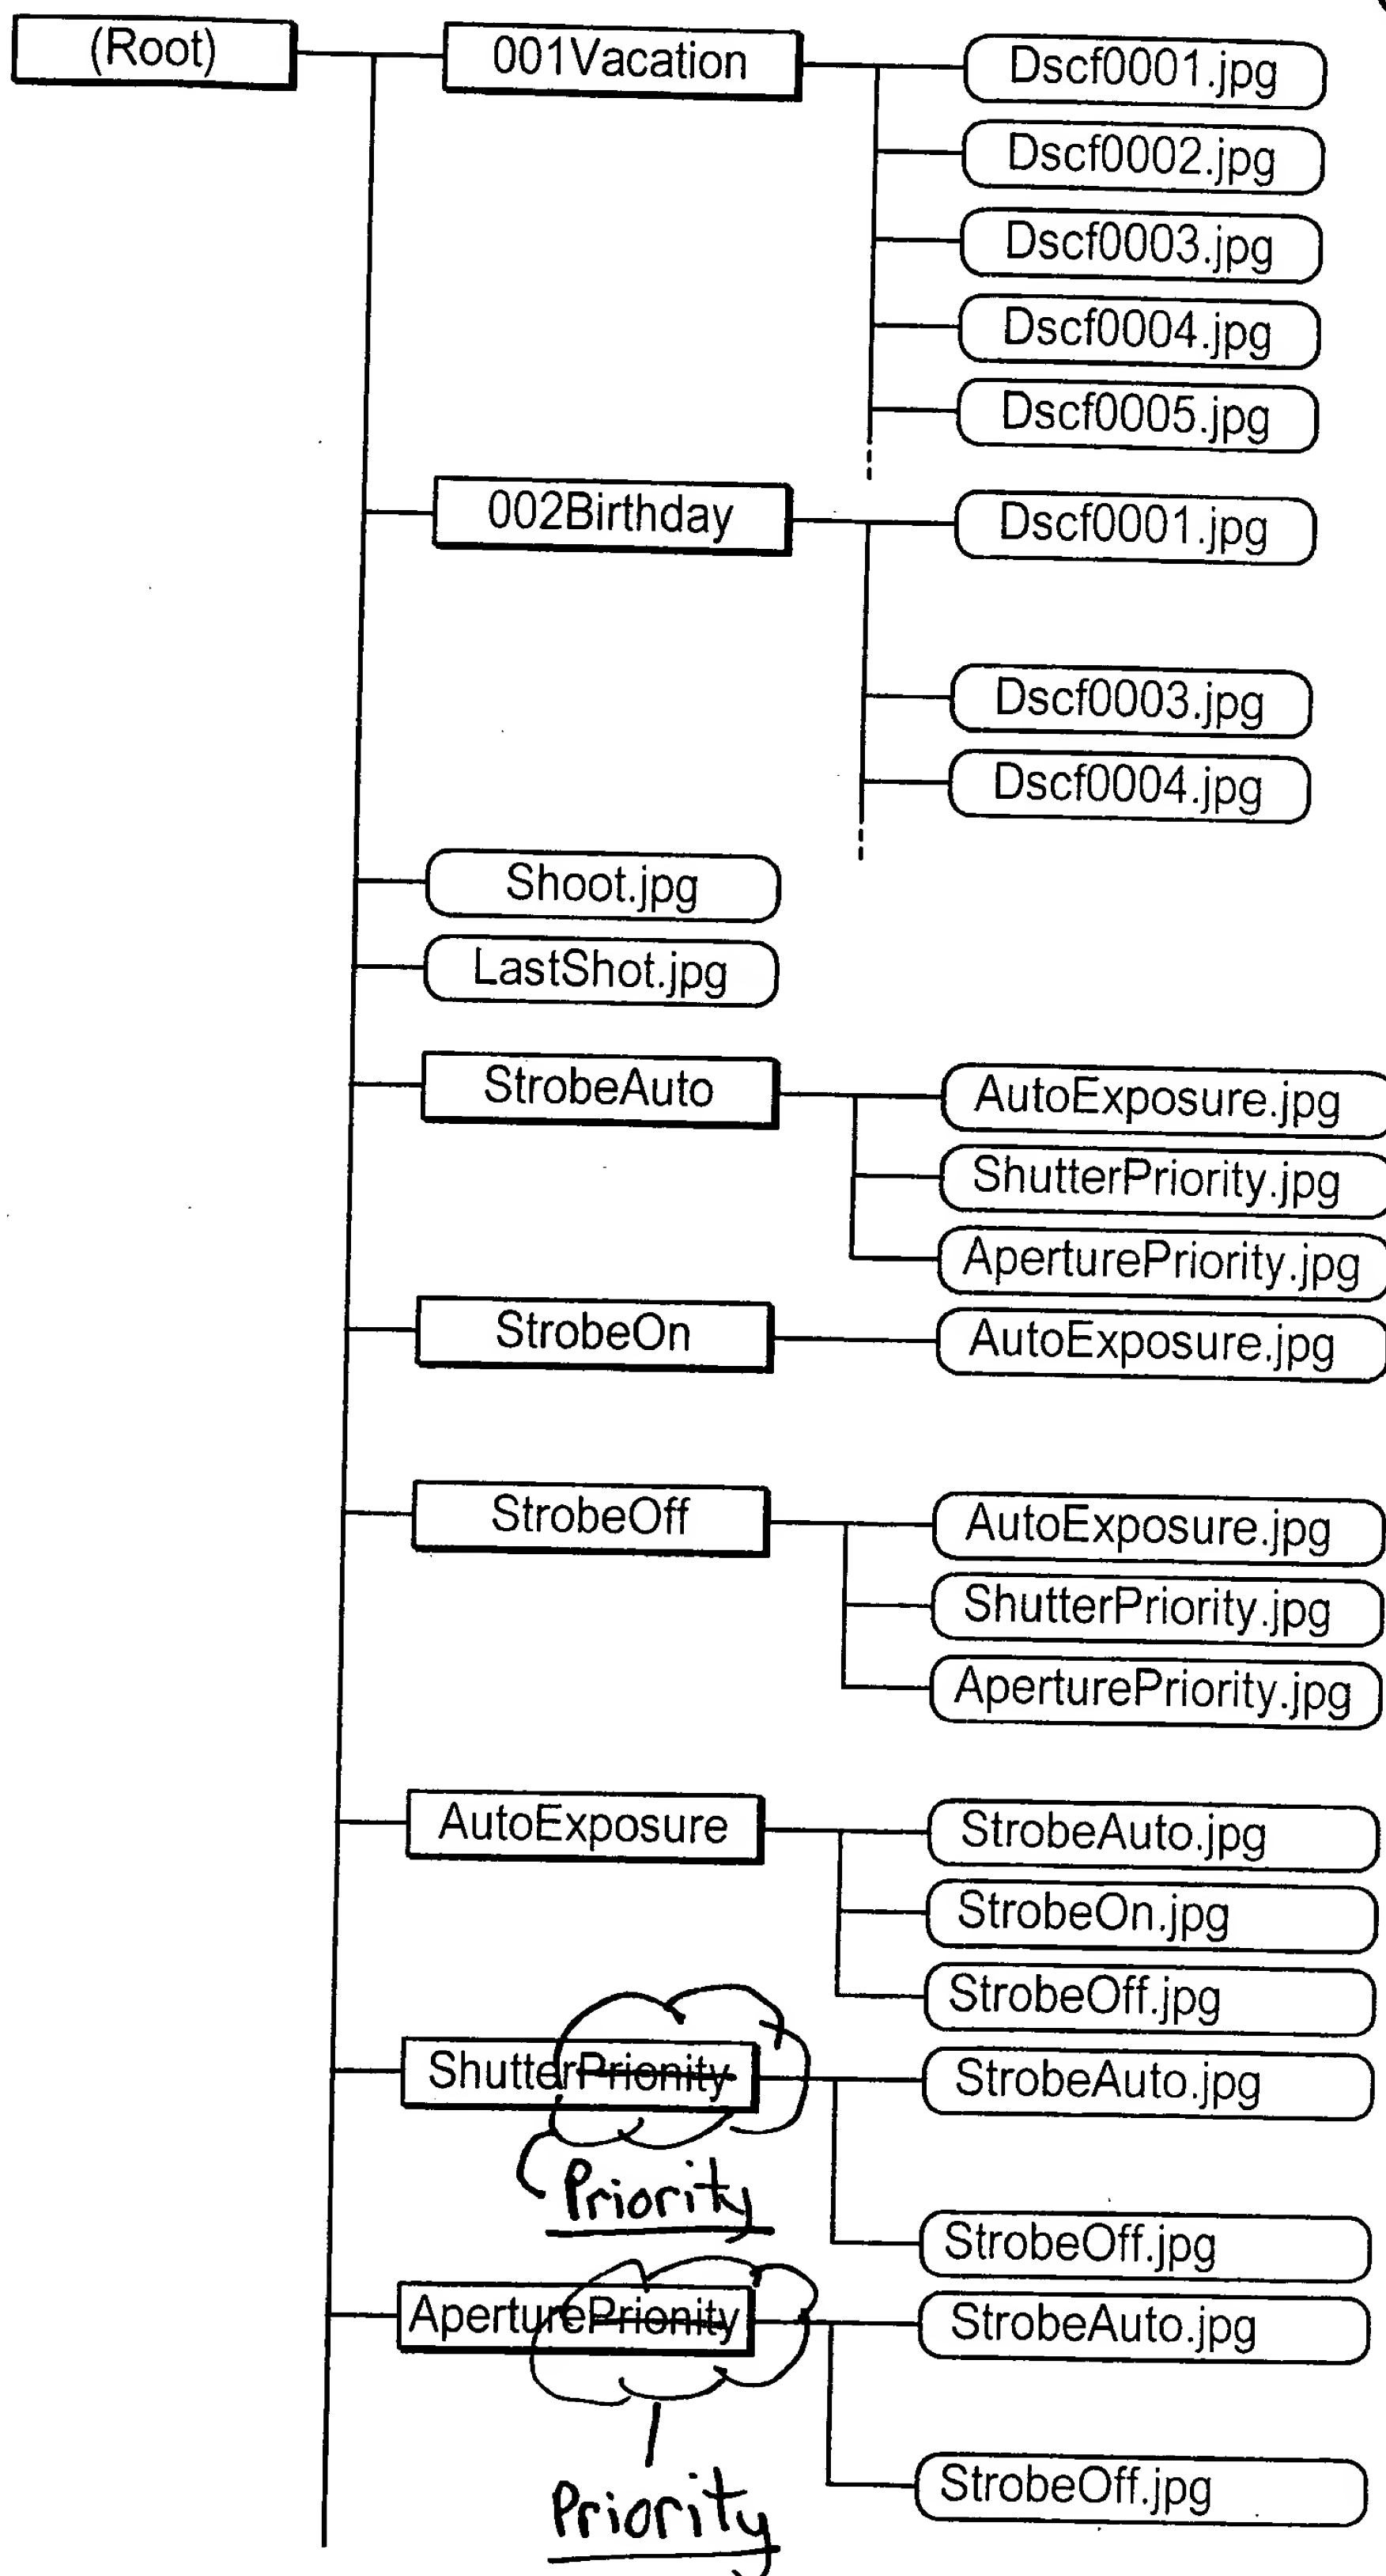 (Root)
001Vacation
Dscf0001.jpg
Dscf0002.jpg
Dscf0003.jpg
Dscf0004.jpg
Dscf0005.jpg
002Birthday
Dscf0001.jpg
Dscf0003.jpg
Dscf0004.jpg
Shoot.jpg
LastShot.jpg
StrobeAuto
AutoExposure.jpg
ShutterPriority.jpg
AperturePriority.jpg
StrobeOn
AutoExposure.jpg
StrobeOff
AutoExposure.jpg
ShutterPriority.jpg
AperturePriority.jpg
AutoExposure
StrobeAuto.jpg
StrobeOn.jpg
StrobeOff.jpg
ShutterPrionity
Priority
StrobeAuto.jpg
StrobeOff.jpg
AperturePrionity
Priority
StrobeAuto.jpg
StrobeOff.jpg